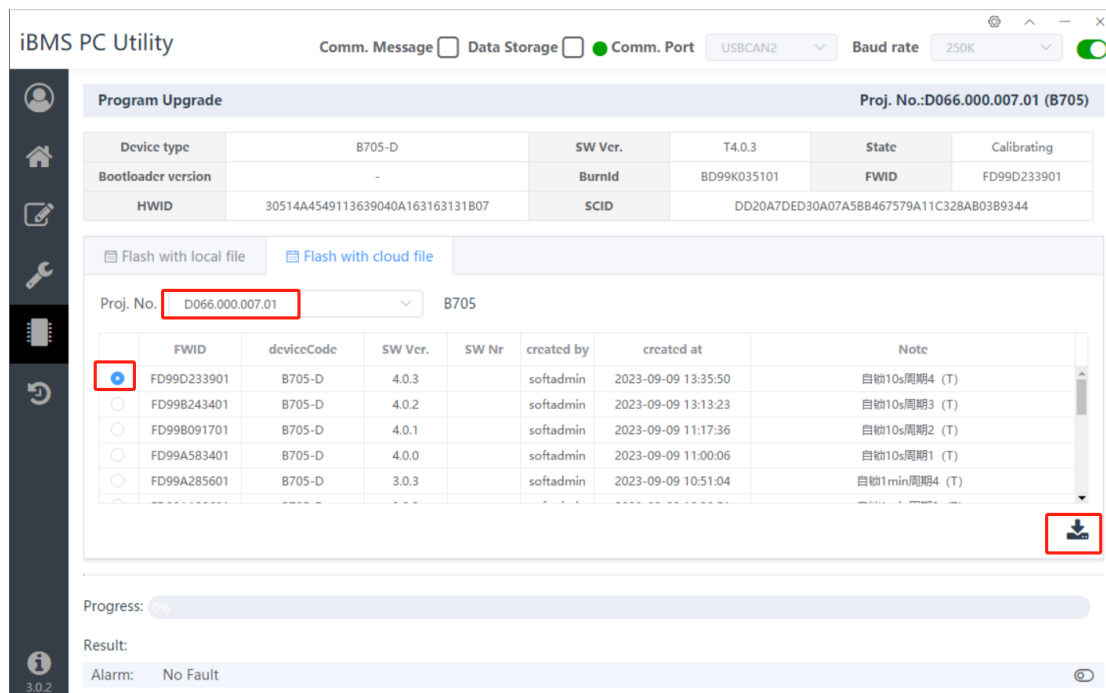 iBMS PC Utility
Comm. Message Data Storage Comm. Port USBCAN2 Baud rate 250K
Program Upgrade Proj. No.:D066.000.007.01 (B705)
Device type B705-D SW Ver. T4.0.3 State Calibrating
Bootloader version - BurnId BD99K035101 FWID FD99D233901
HWID 30514A4549113639040A163163131B07 SCID DD20A7DED30A07A5BB467579A11C328AB03B9344
Flash with local file Flash with cloud file
Proj. No. D066.000.007.01 B705
FWID deviceCode SW Ver. SW Nr created by created at Note
FD99D233901 B705-D 4.0.3 softadmin 2023-09-09 13:35:50 自锁10s周期4 (T)
FD99B243401 B705-D 4.0.2 softadmin 2023-09-09 13:13:23 自锁10s周期3 (T)
FD99B091701 B705-D 4.0.1 softadmin 2023-09-09 11:17:36 自锁10s周期2 (T)
FD99A583401 B705-D 4.0.0 softadmin 2023-09-09 11:00:06 自锁10s周期1 (T)
FD99A285601 B705-D 3.0.3 softadmin 2023-09-09 10:51:04 自锁1min周期4 (T)
Progress: 0%
Result:
Alarm: No Fault
3.0.2